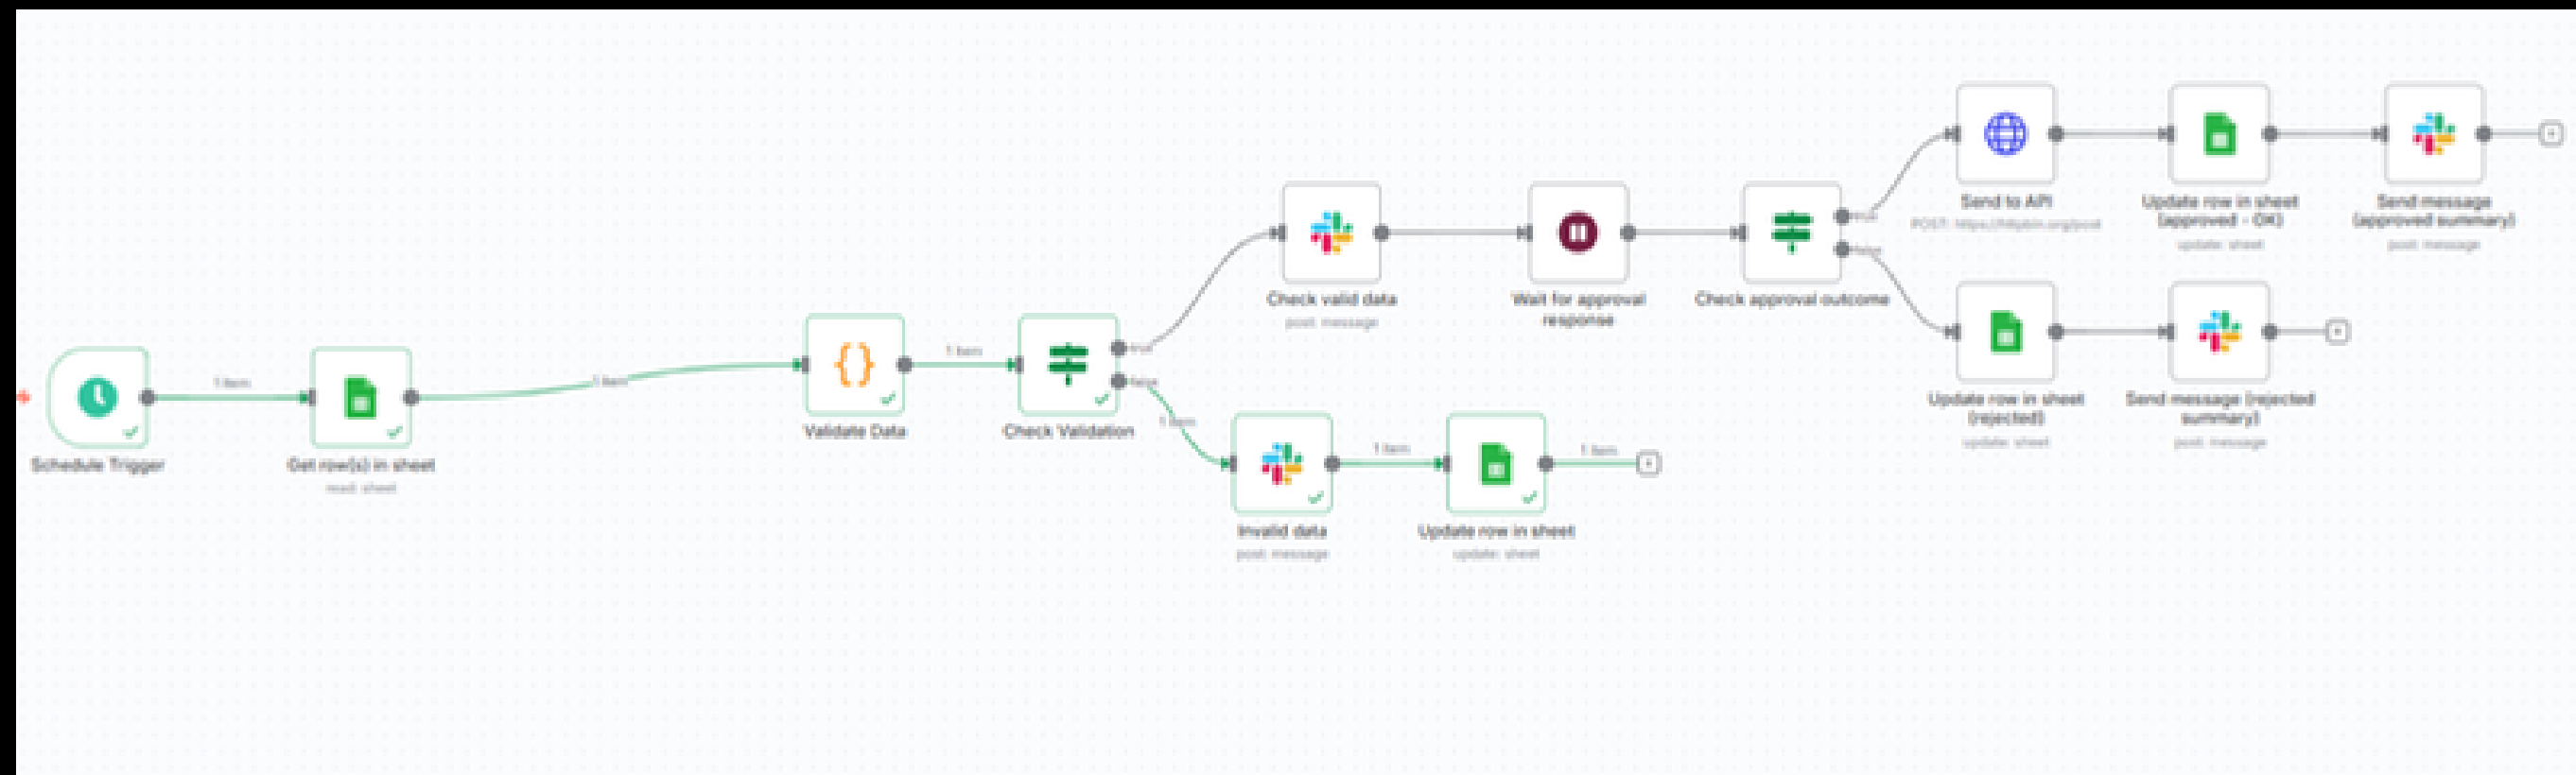 Send to API
POST: https://httpbin.org/post
Update row in sheet
(approved - OK)
update: sheet
Send message
(approved summary)
post: message
true
false
Check valid data
post: message
Wait for approval
response
Check approval outcome
Update row in sheet
(rejected)
update: sheet
Send message (rejected
summary)
post: message
true
false
1 item
1 item
1 item
1 item
Schedule Trigger
Get row(s) in sheet
read: sheet
Validate Data
Check Validation
1 item
1 item
Invalid data
post: message
Update row in sheet
update: sheet